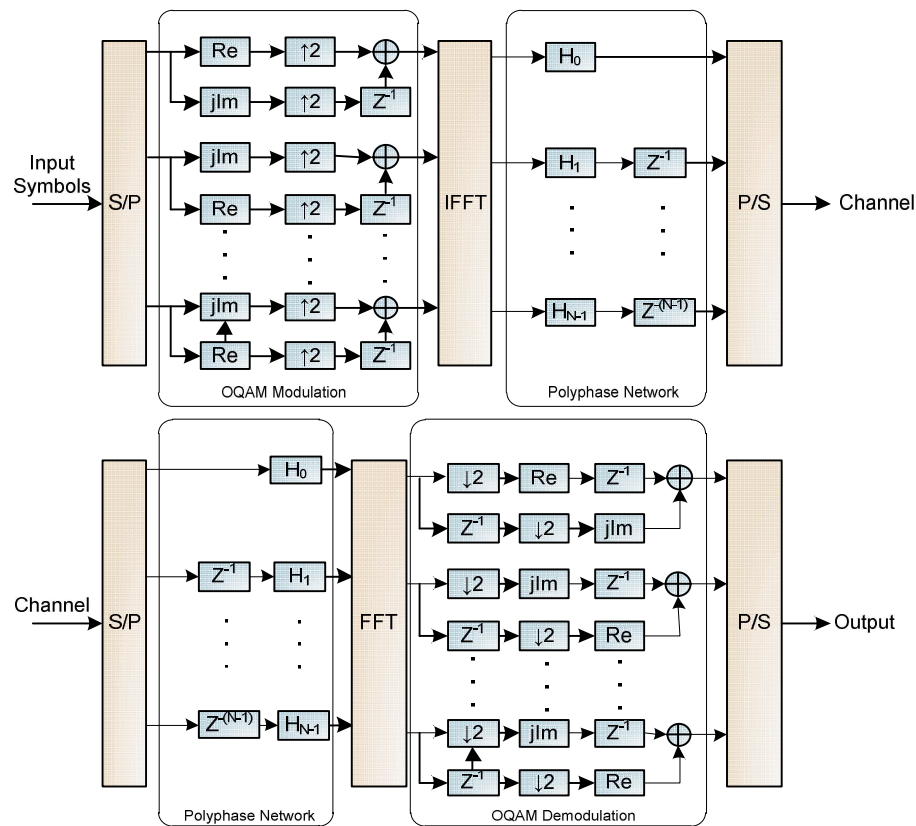 Re ↑2
H₀
jIm ↑2 Z⁻¹
Input Symbols
S/P
jIm ↑2
IFFT
H₁ Z⁻¹
P/S
Channel
Re ↑2 Z⁻¹
jIm ↑2
H_N-1 Z⁻⁽ᴺ⁻¹⁾
Re ↑2 Z⁻¹
OQAM Modulation
Polyphase Network
H₀
↓2 Re Z⁻¹
Z⁻¹ ↓2 jIm
Channel
S/P
Z⁻¹ H₁
FFT
↓2 jIm Z⁻¹
P/S
Output
Z⁻¹ ↓2 Re
Z⁻⁽ᴺ⁻¹⁾ H_N-1
↓2 jIm Z⁻¹
Z⁻¹ ↓2 Re
Polyphase Network
OQAM Demodulation